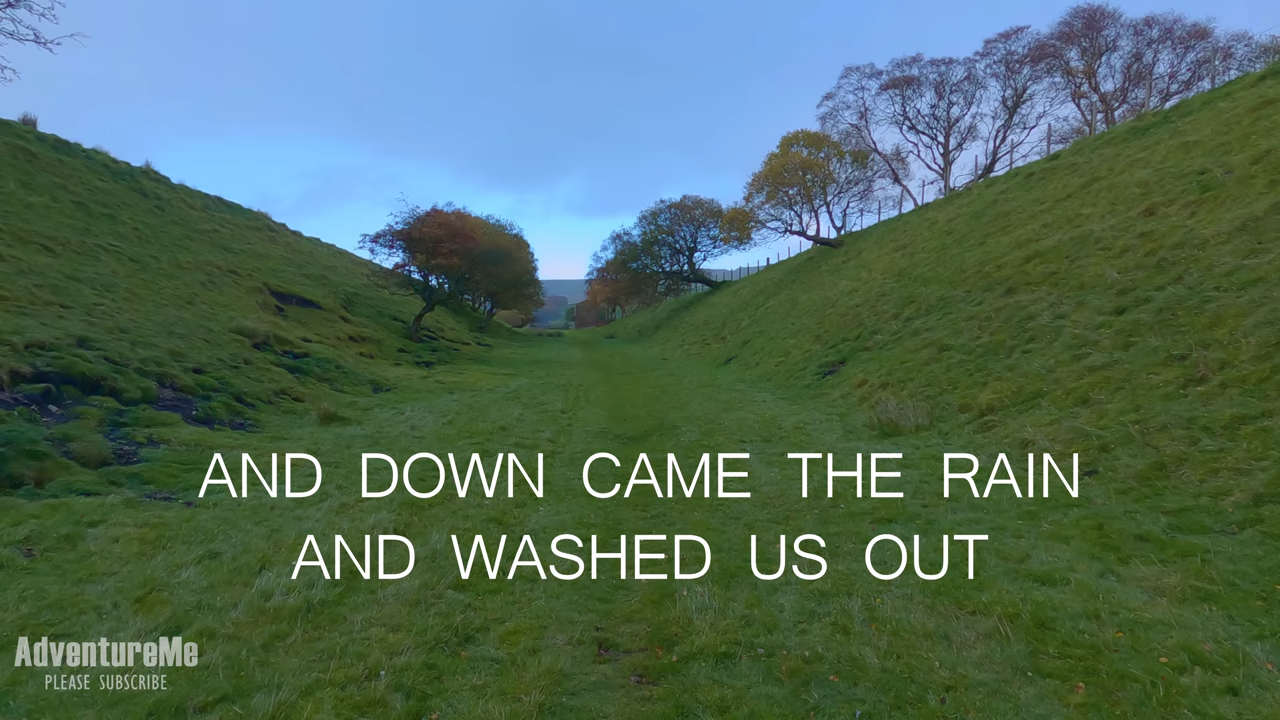 AND DOWN CAME THE RAIN
AND WASHED US OUT
AdventureMe
PLEASE SUBSCRIBE